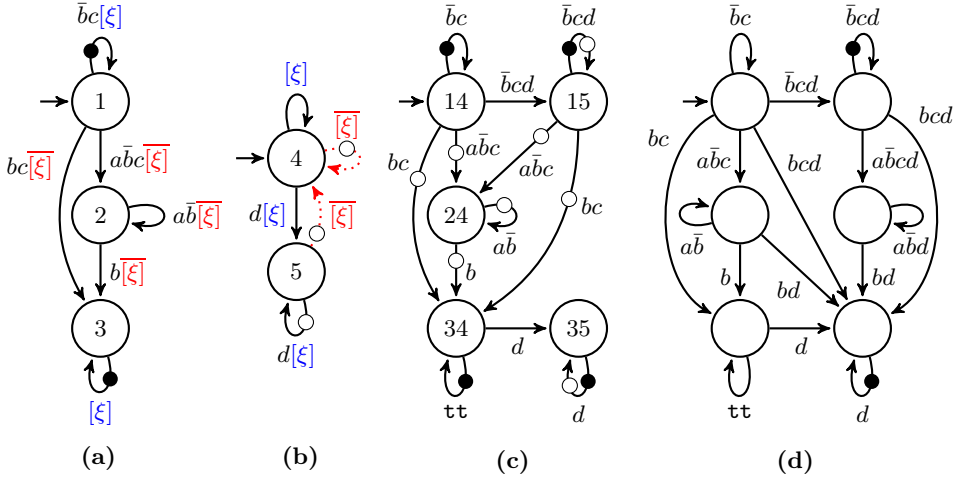 b̄c[ξ]
1
bc[ξ]̅
ab̄c[ξ]̅
2
ab̄[ξ]̅
b[ξ]̅
3
[ξ]
(a)
[ξ]
[ξ]̅
4
d[ξ]
[ξ]̅
5
d[ξ]
(b)
b̄c
b̄cd
14
b̄cd
15
bc
ab̄c
ab̄c
24
ab̄
bc
b
34
d
35
tt
d
(c)
b̄c
b̄cd
b̄cd
bc
ab̄c
bcd
ab̄cd
bcd
ab̄
ab̄d
b
bd
bd
d
tt
d
(d)